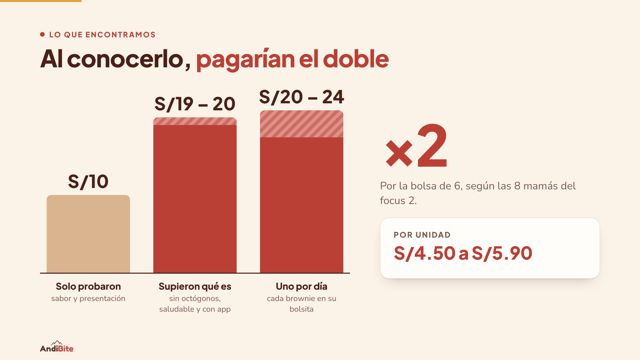 LO QUE ENCONTRAMOS
Al conocerlo, pagarían el doble
S/10
S/19 – 20
S/20 – 24
Solo probaron
sabor y presentación
Supieron qué es
sin octógonos,
saludable y con app
Uno por día
cada brownie en su
bolsita
×2
Por la bolsa de 6, según las 8 mamás del
focus 2.
POR UNIDAD
S/4.50 a S/5.90
AndiBite